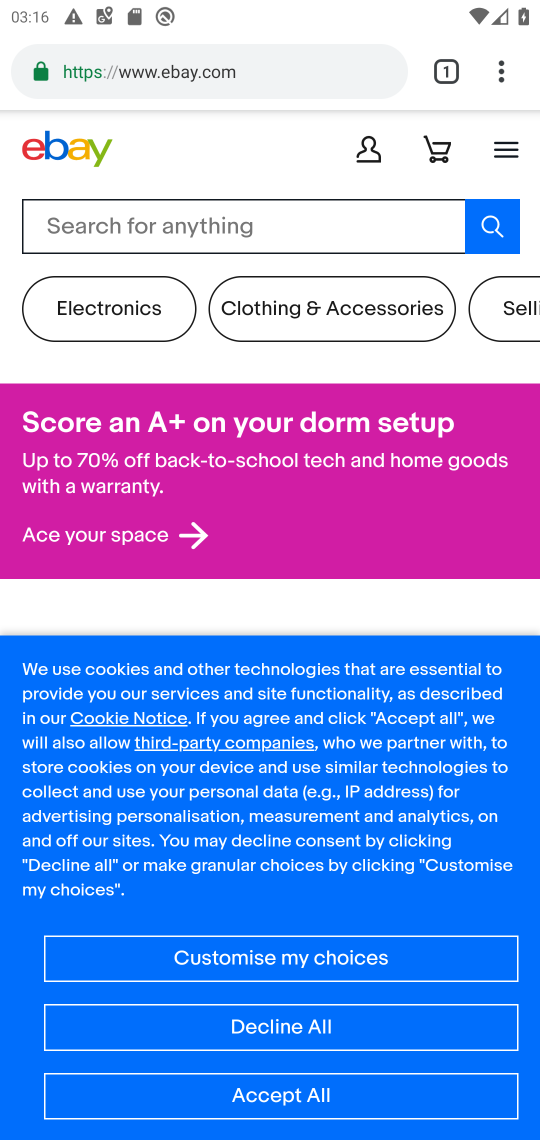 03:16
https://www.ebay.com
1
ebay
Search for anything
Electronics
Clothing & Accessories
Selli
Score an A+ on your dorm setup
Up to 70% off back-to-school tech and home goods
with a warranty.
Ace your space
We use cookies and other technologies that are essential to
provide you our services and site functionality, as described
in our Cookie Notice. If you agree and click "Accept all", we
will also allow third-party companies, who we partner with, to
store cookies on your device and use similar technologies to
collect and use your personal data (e.g., IP address) for
advertising personalisation, measurement and analytics, on
and off our sites. You may decline consent by clicking
"Decline all" or make granular choices by clicking "Customise
my choices".
Customise my choices
Decline All
Accept All